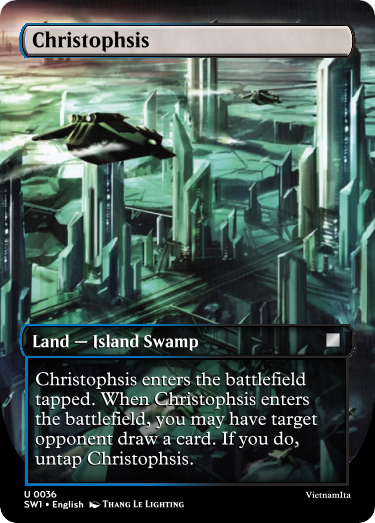 Christophsis
Land — Island Swamp
Christophsis enters the battlefield
tapped. When Christophsis enters
the battlefield, you may have target
opponent draw a card. If you do,
untap Christophsis.
U 0036
SW1 • English Thang Le Lighting
VietnamIta